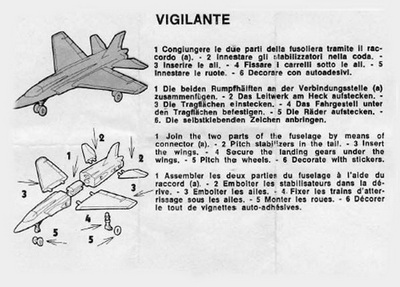 VIGILANTE
1 Congiungere le due parti della fusoliera tramite il rac-
cordo (a). - 2 Innestare gli stabilizzatori nella coda. -
3 Inserire le ali. - 4 Fissare i carrelli sotto le ali. - 5
Innestare le ruote. - 6 Decorare con autoadesivi.
1 Die beiden Rumpfhälften an der Verbindungsstelle (a)
zusammenfügen. - 2 Das Leitwerk am Heck aufstecken. -
3 Die Tragflächen einstecken. - 4 Das Fahrgestell unter
den Tragflächen befestigen. - 5 Die Räder aufstecken. -
6. Die selbstklebenden Zeichen anbringen.
1 Join the two parts of the fuselage by means of
connector (a). - 2 Pitch stabilizers in the tail. - 3 Insert
the wings. - 4 Secure the landing gears under the
wings. - 5 Pitch the wheels. - 6 Decorate with stickers.
1 Assembler les deux parties du fuselage à l'aide du
raccord (a). - 2 Emboîter les stabilisateurs dans la dé-
rive. - 3 Emboîter les ailes. - 4 Fixer les trains d'atter-
rissage sous les ailes. - 5 Monter les roues. - 6 Décorer
le tout de vignettes auto-adhésives.
2
1
2
3
a
3
4
5
5